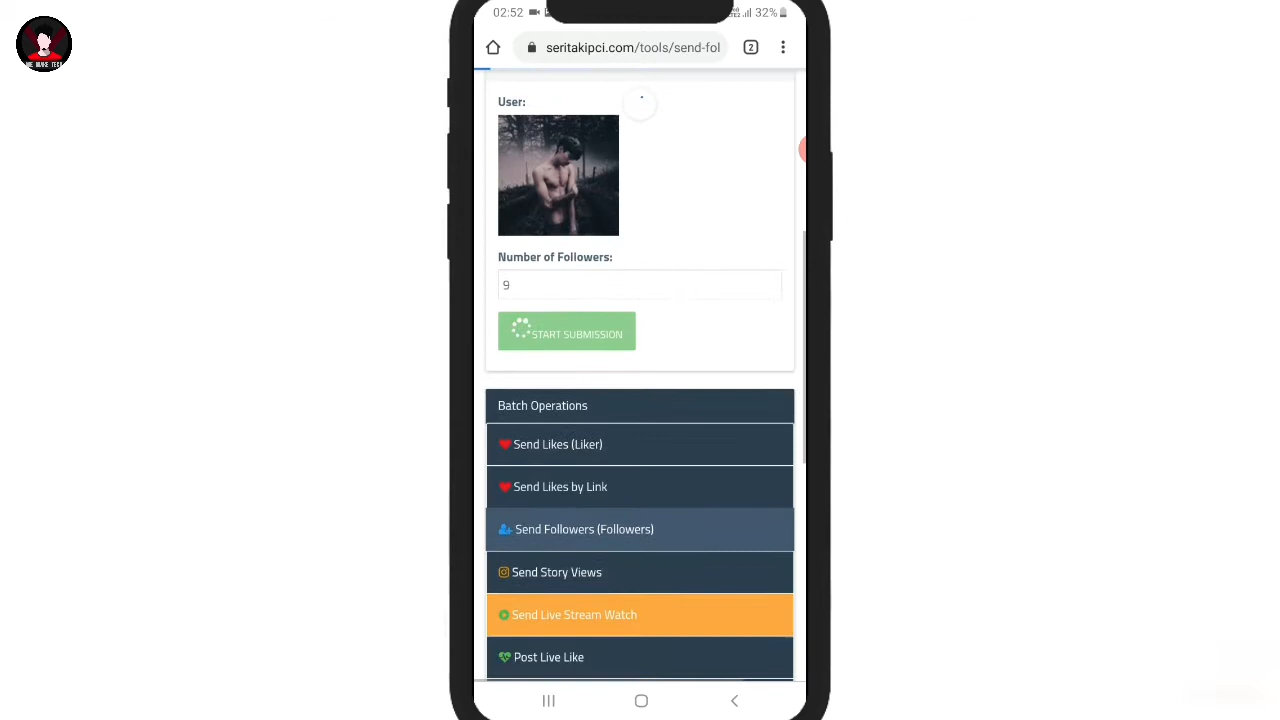 02:52
32%
seritakipci.com/tools/send-fol
2
User:
Number of Followers:
9
START SUBMISSION
Batch Operations
Send Likes (Liker)
Send Likes by Link
Send Followers (Followers)
Send Story Views
Send Live Stream Watch
Post Live Like